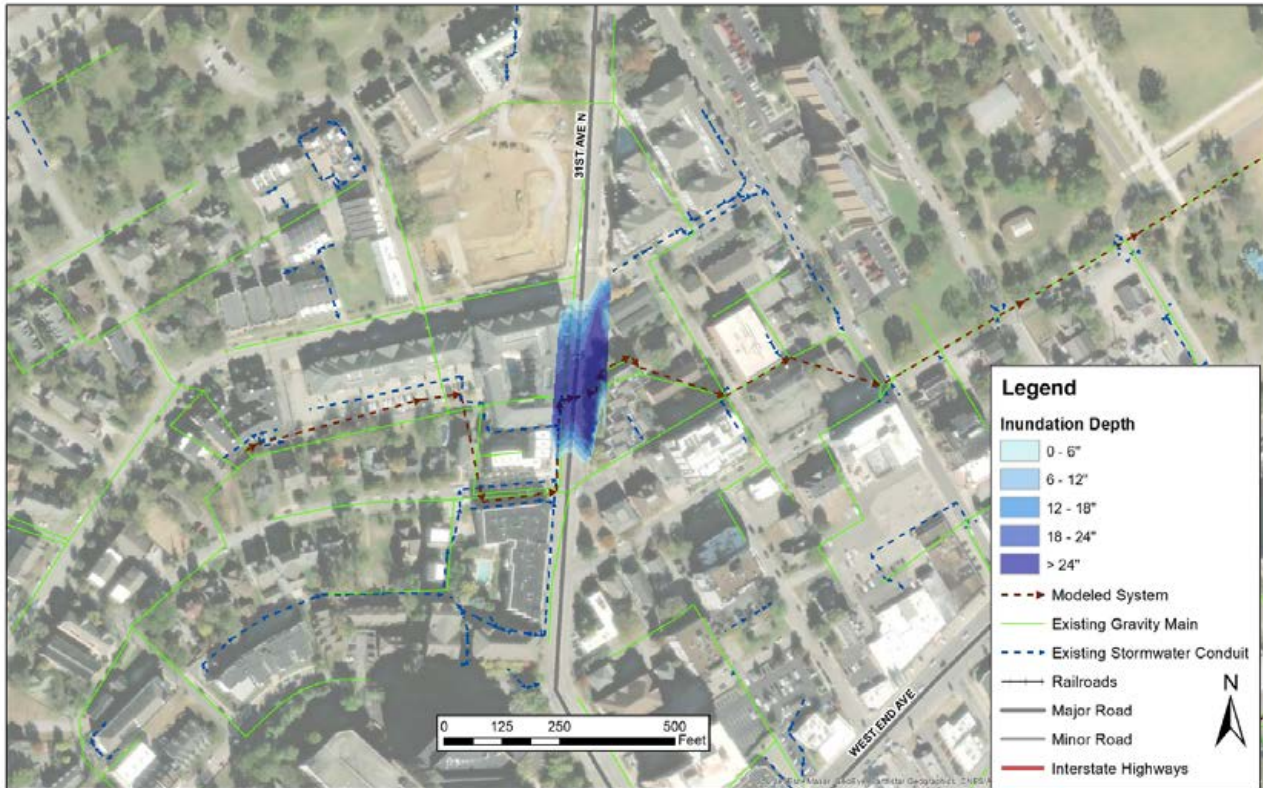 31ST AVE N
Legend
Inundation Depth
0 - 6"
6 - 12"
12 - 18"
18 - 24"
> 24"
Modeled System
Existing Gravity Main
Existing Stormwater Conduit
Railroads
Major Road
Minor Road
Interstate Highways
N
0 125 250 500
Feet
WEST END AVE